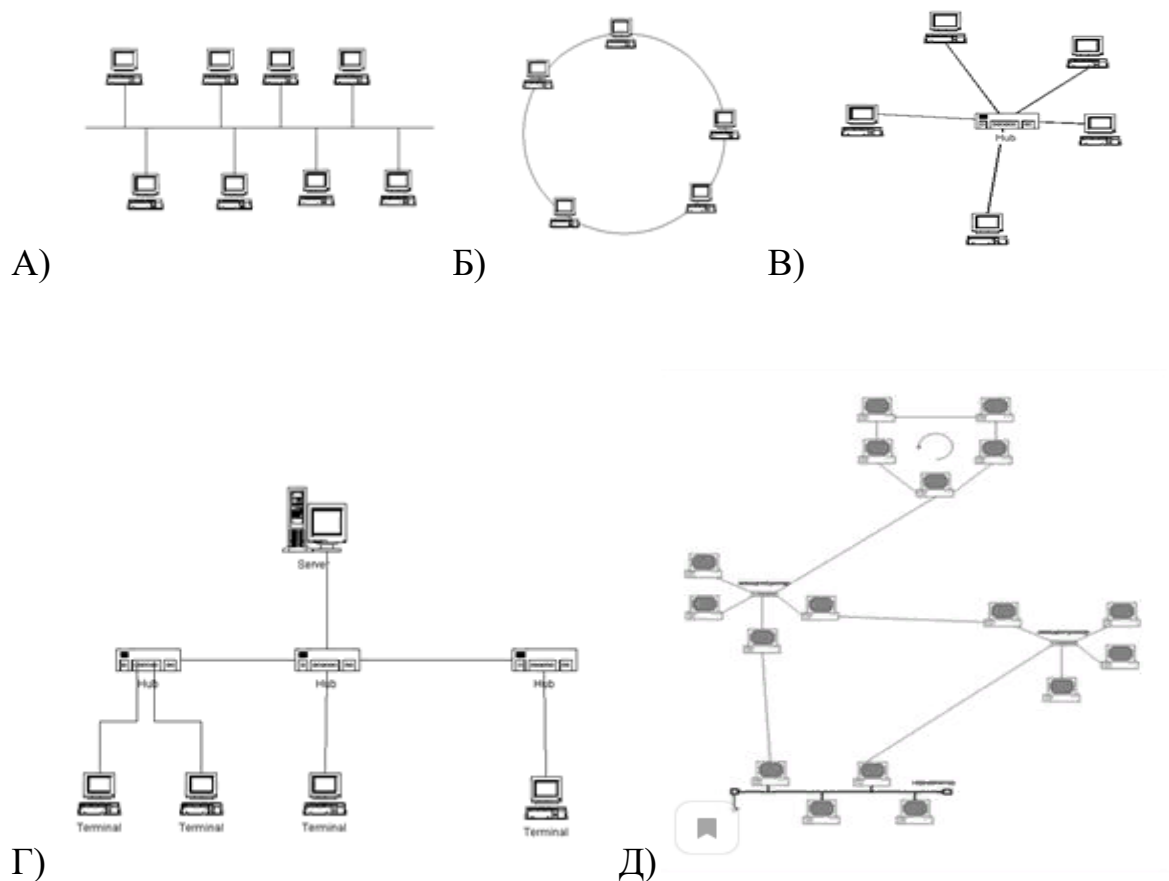 Hub
А)
Б)
В)
Server
Hub
Hub
Hub
Terminal
Terminal
Terminal
Terminal
Г)
Д)